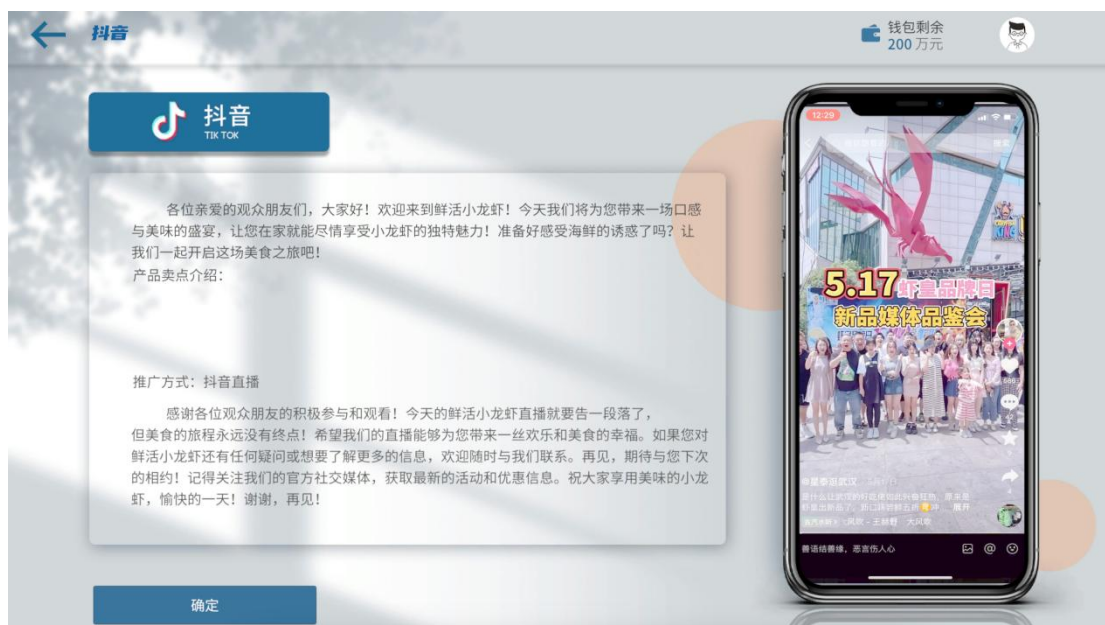 抖音
钱包剩余
200 万元
抖音
TIK TOK
各位亲爱的观众朋友们，大家好！欢迎来到鲜活小龙虾！今天我们将为您带来一场口感
与美味的盛宴，让您在家就能尽情享受小龙虾的独特魅力！准备好感受海鲜的诱惑了吗？让
我们一起开启这场美食之旅吧！
产品卖点介绍：
推广方式：抖音直播
感谢各位观众朋友的积极参与和观看！今天的鲜活小龙虾直播就要告一段落了，
但美食的旅程永远没有终点！希望我们的直播能够为您带来一丝欢乐和美食的幸福。如果您对
鲜活小龙虾还有任何疑问或想要了解更多的信息，欢迎随时与我们联系。再见，期待与您下次
的相约！记得关注我们的官方社交媒体，获取最新的活动和优惠信息。祝大家享用美味的小龙
虾，愉快的一天！谢谢，再见！
确定
12:29
KING
5.17虾皇品牌日
新品媒体品鉴会
666
@星泰逛武汉
展开
善语结善缘，恶言伤人心